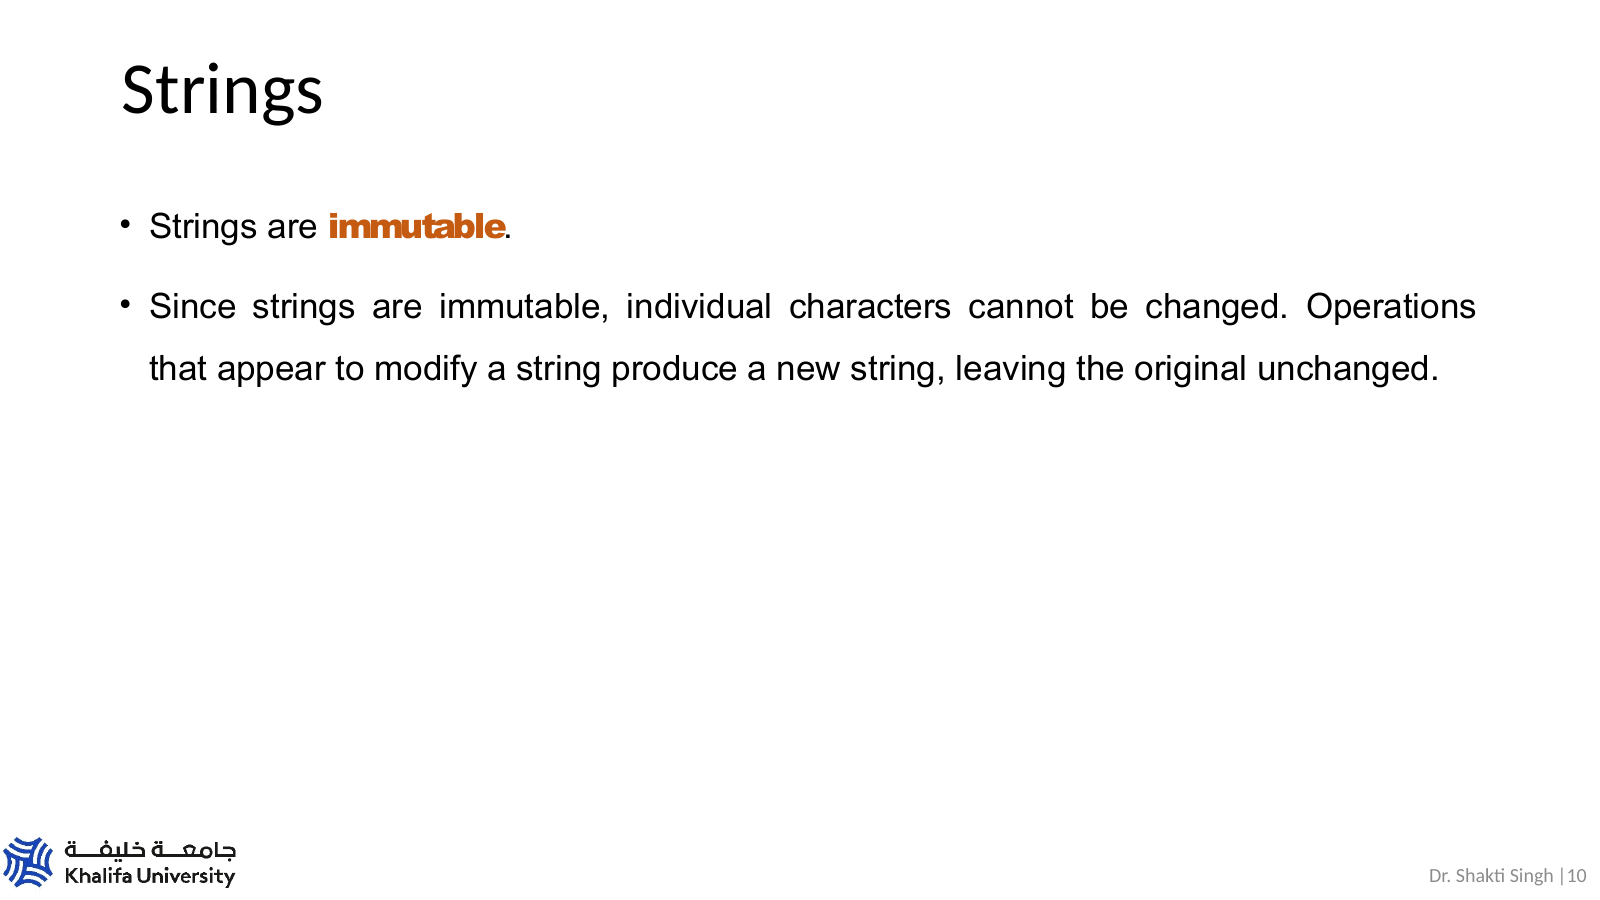 Strings
• Strings are immutable.
• Since strings are immutable, individual characters cannot be changed. Operations
that appear to modify a string produce a new string, leaving the original unchanged.
جامعة خليفة
Khalifa University
Dr. Shakti Singh |10